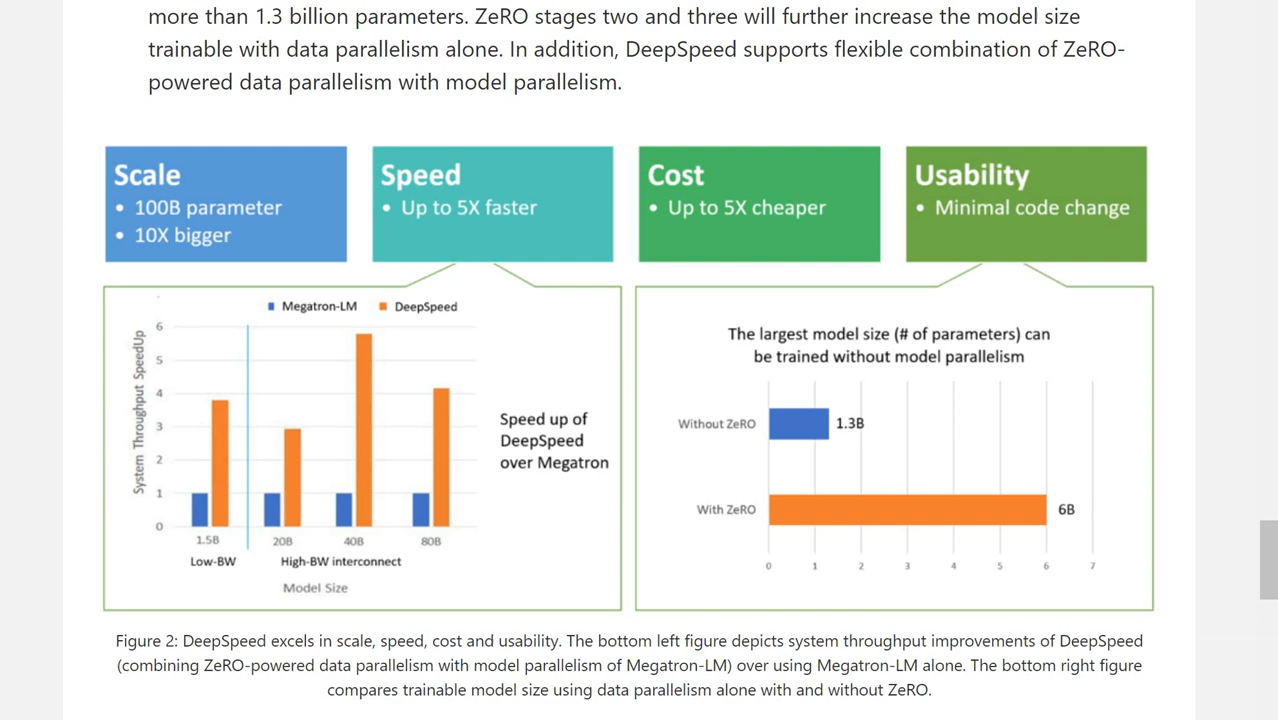 more than 1.3 billion parameters. ZeRO stages two and three will further increase the model size
trainable with data parallelism alone. In addition, DeepSpeed supports flexible combination of ZeRO-
powered data parallelism with model parallelism.
Scale
• 100B parameter
• 10X bigger
Speed
• Up to 5X faster
Cost
• Up to 5X cheaper
Usability
• Minimal code change
Megatron-LM DeepSpeed
System Throughput SpeedUp
6
5
4
3
2
1
0
1.5B 20B 40B 80B
Low-BW High-BW interconnect
Model Size
Speed up of
DeepSpeed
over Megatron
The largest model size (# of parameters) can
be trained without model parallelism
Without ZeRO 1.3B
With ZeRO 6B
0 1 2 3 4 5 6 7
Figure 2: DeepSpeed excels in scale, speed, cost and usability. The bottom left figure depicts system throughput improvements of DeepSpeed
(combining ZeRO-powered data parallelism with model parallelism of Megatron-LM) over using Megatron-LM alone. The bottom right figure
compares trainable model size using data parallelism alone with and without ZeRO.